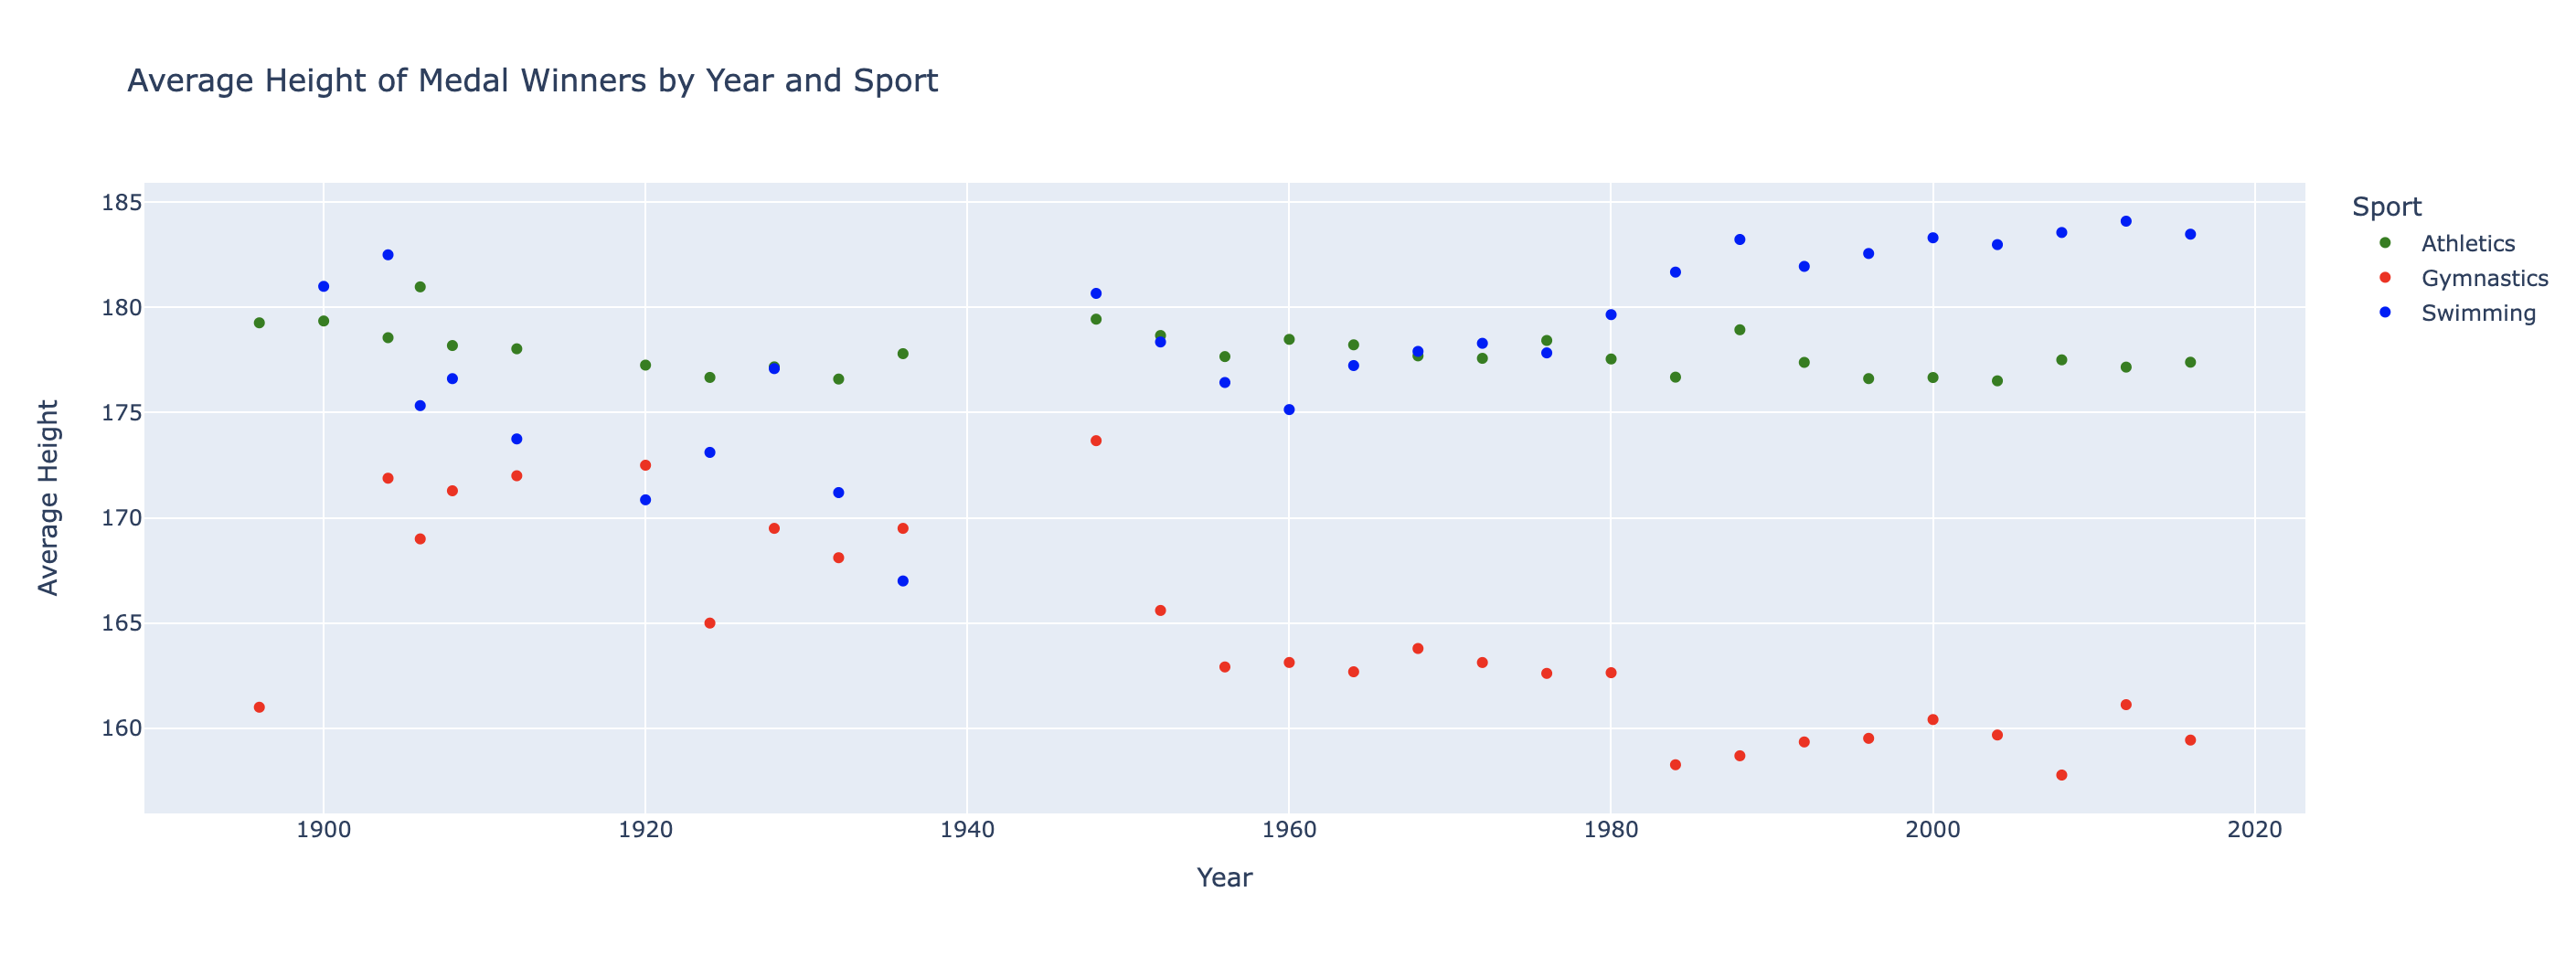 Average Height of Medal Winners by Year and Sport
Average Height
185
180
175
170
165
160
1900
1920
1940
1960
1980
2000
2020
Year
Sport
Athletics
Gymnastics
Swimming